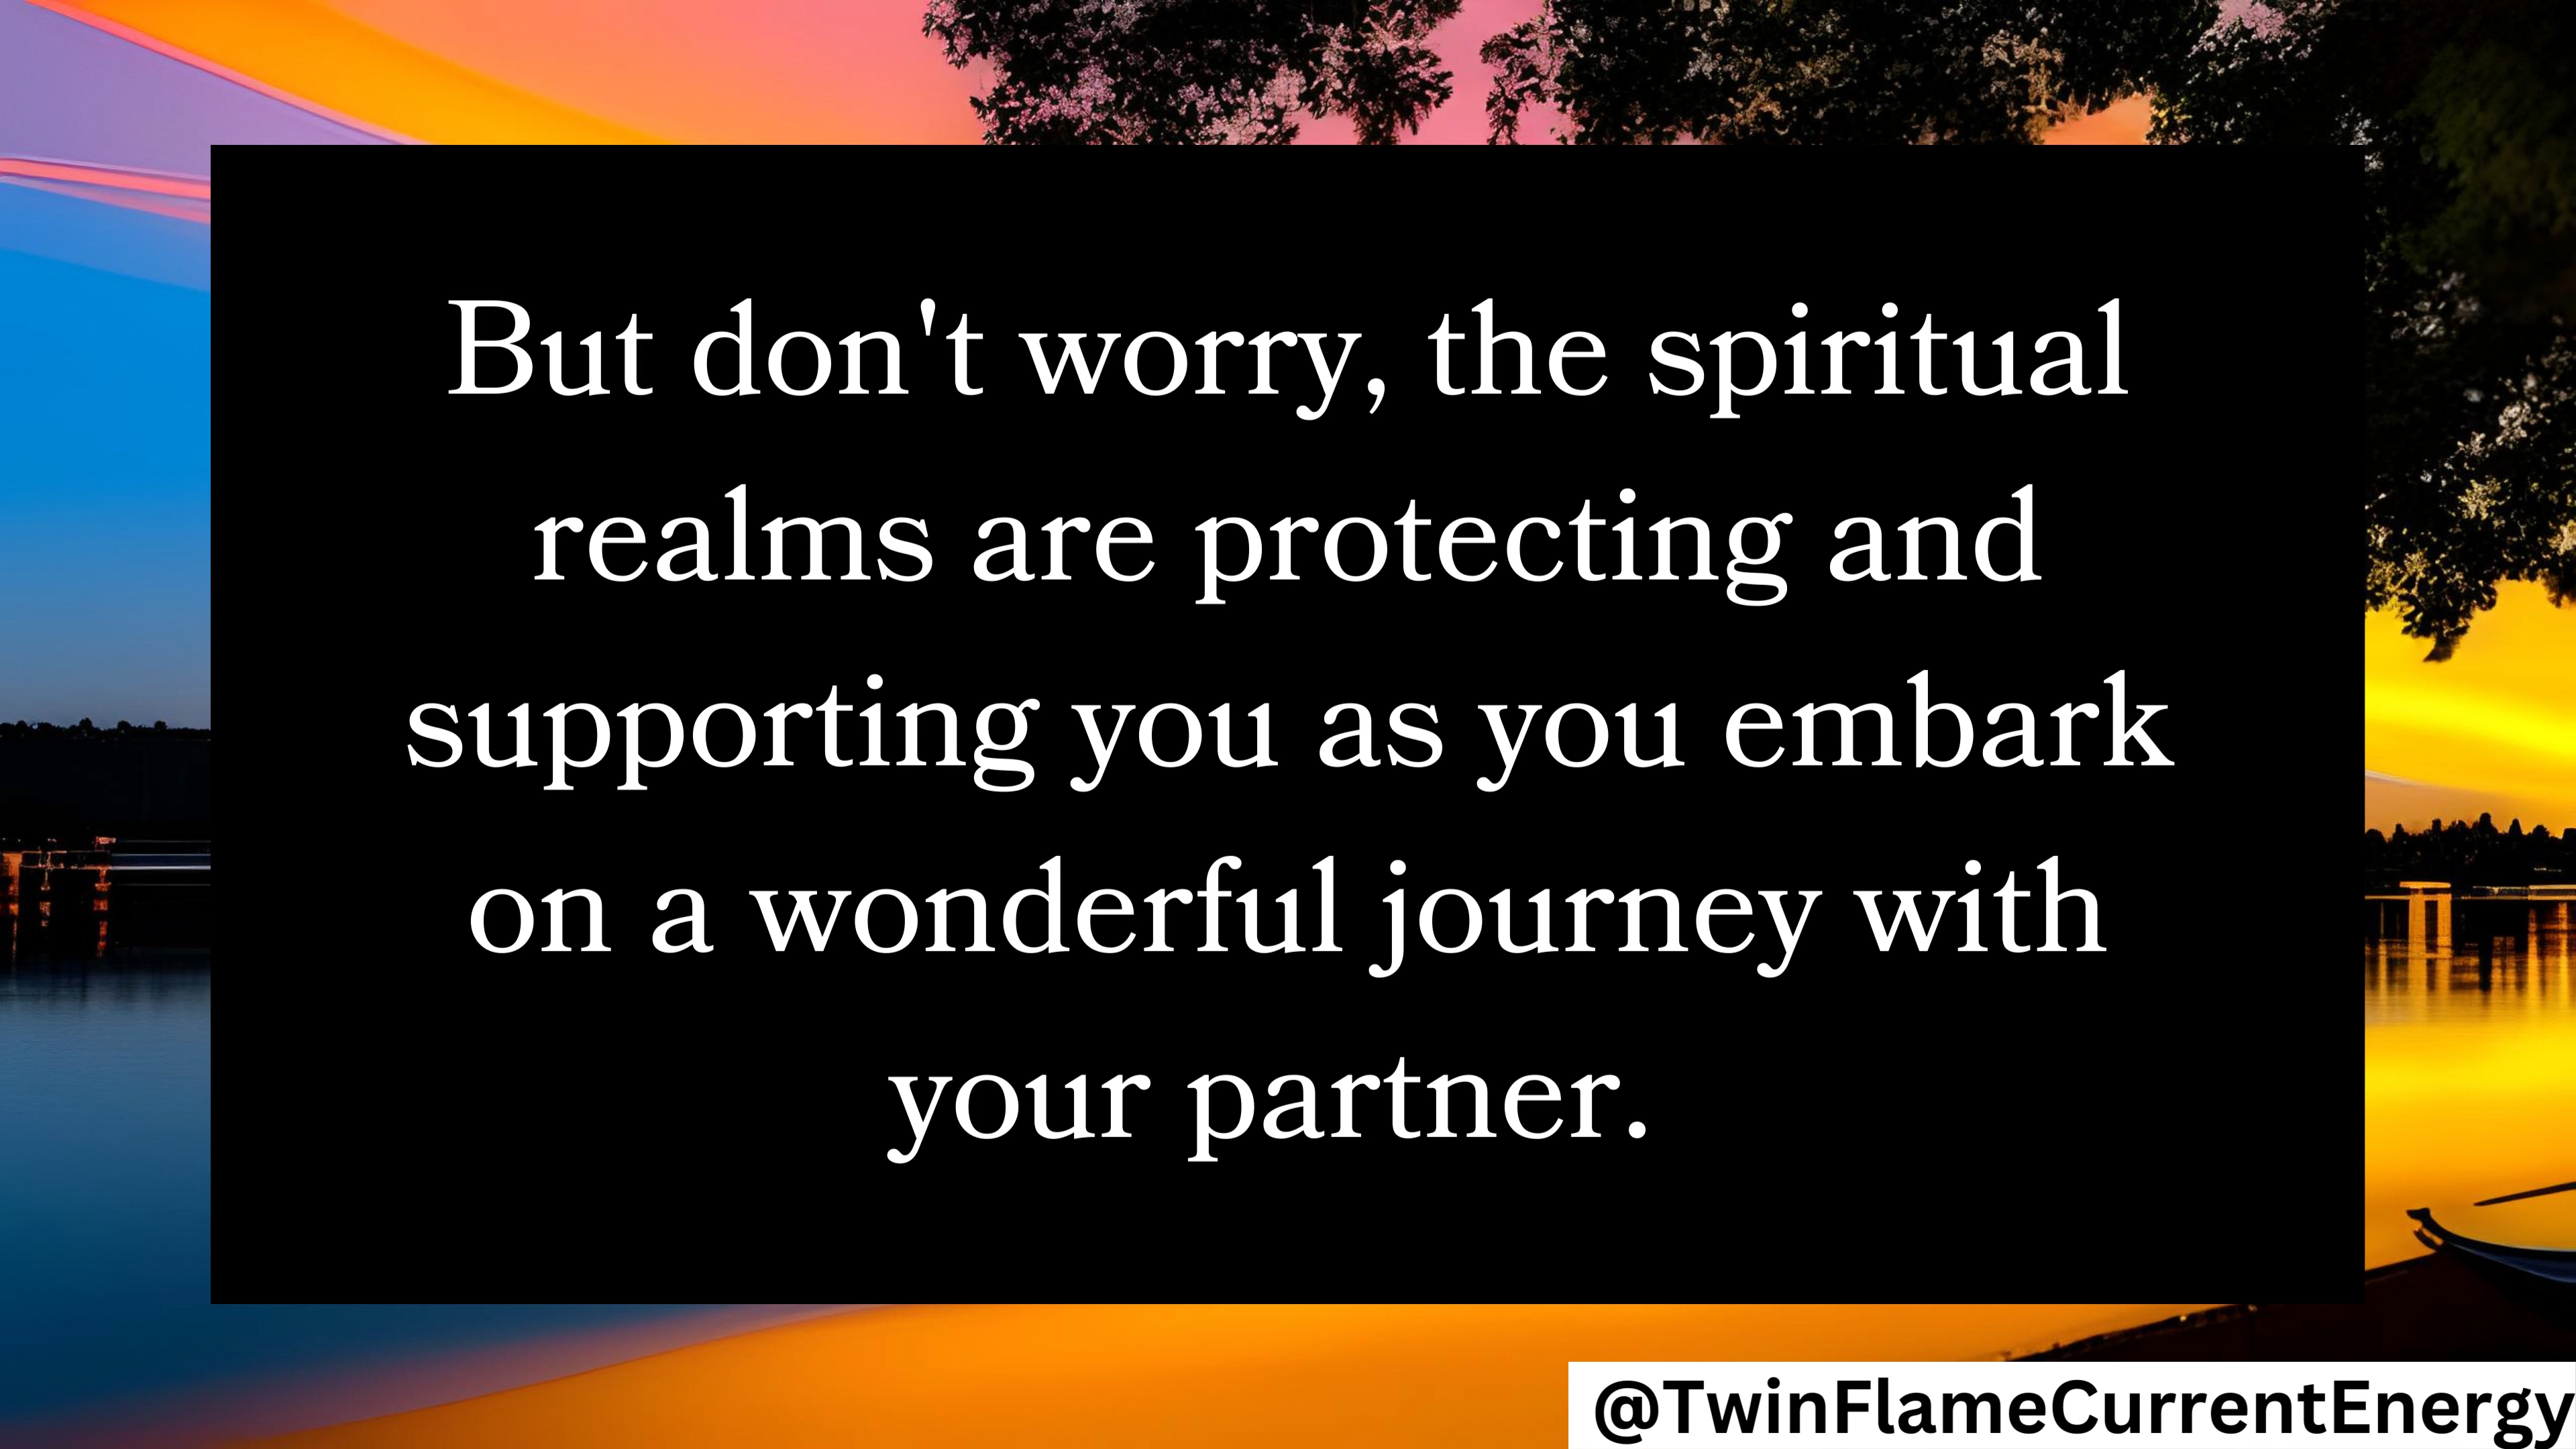 But don't worry, the spiritual
realms are protecting and
supporting you as you embark
on a wonderful journey with
your partner.
@TwinFlameCurrentEnergy